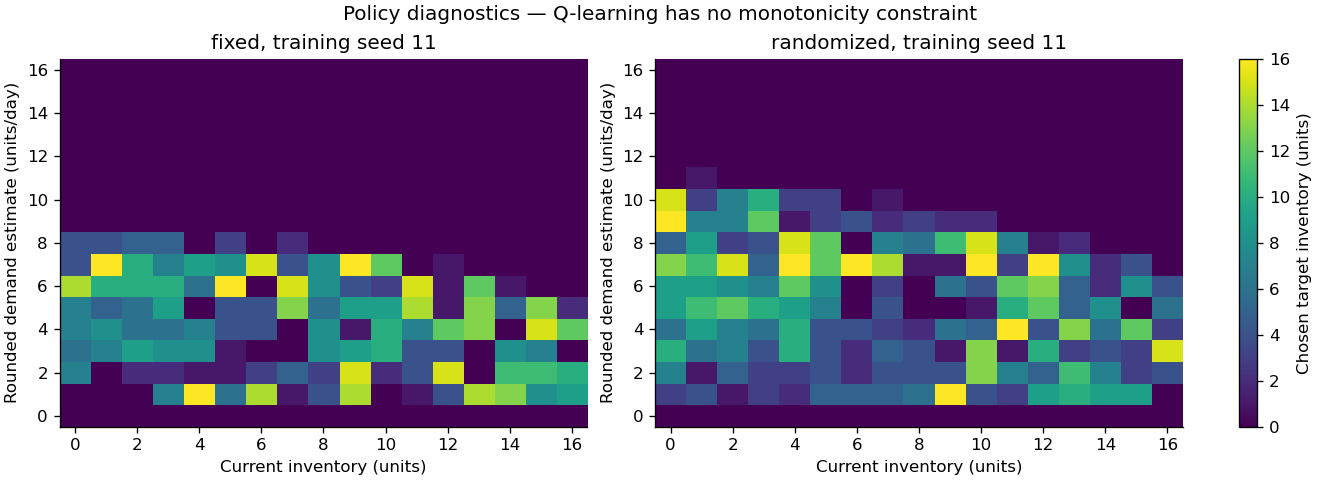 Policy diagnostics — Q-learning has no monotonicity constraint
fixed, training seed 11
randomized, training seed 11
Rounded demand estimate (units/day)
16
14
12
10
8
6
4
2
0
0 2 4 6 8 10 12 14 16
Current inventory (units)
Rounded demand estimate (units/day)
16
14
12
10
8
6
4
2
0
0 2 4 6 8 10 12 14 16
Current inventory (units)
16
14
12
10
8
6
4
2
0
Chosen target inventory (units)